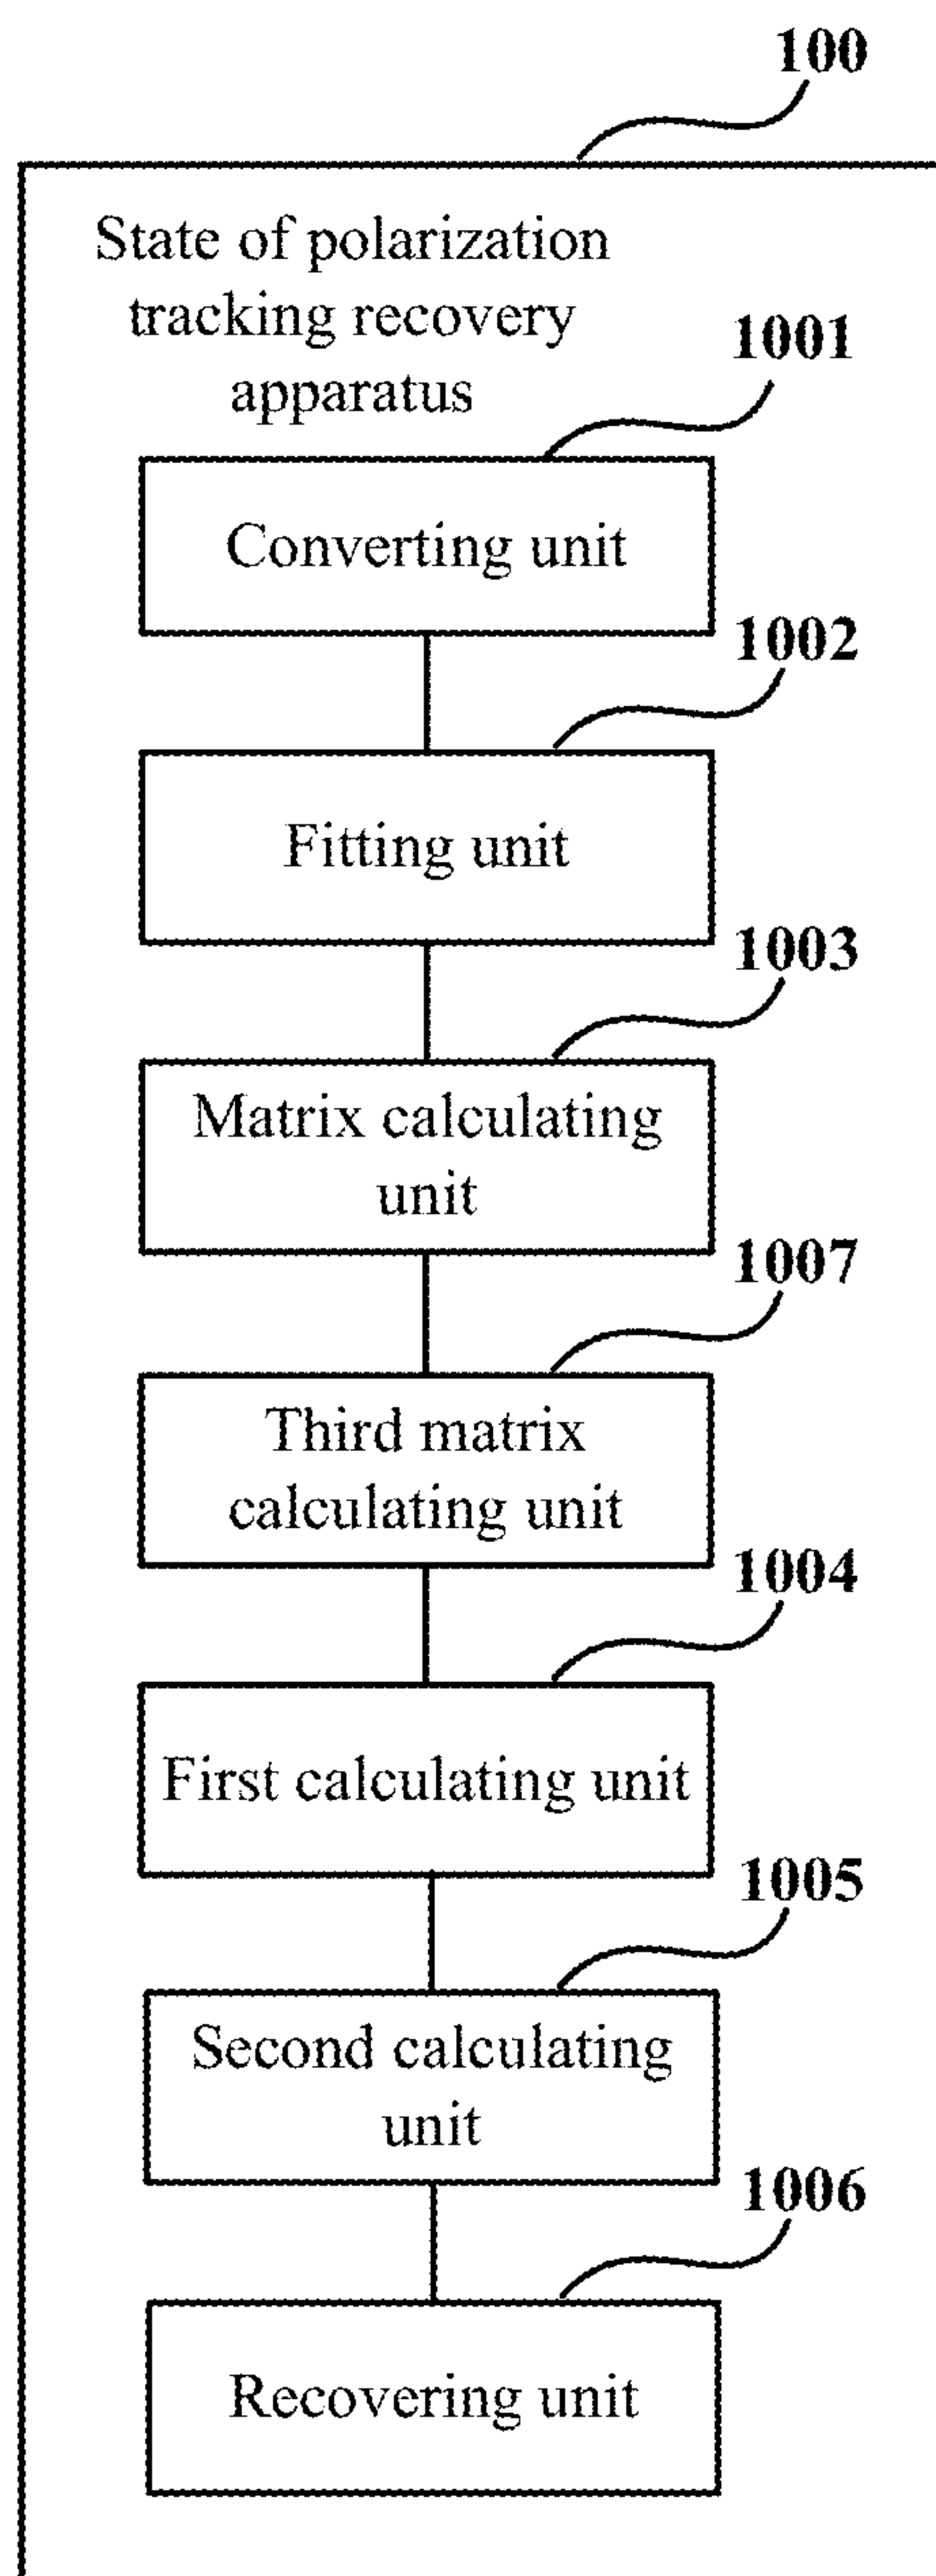 100
State of polarization
tracking recovery
apparatus
1001
Converting unit
1002
Fitting unit
1003
Matrix calculating
unit
1007
Third matrix
calculating unit
1004
First calculating unit
1005
Second calculating
unit
1006
Recovering unit